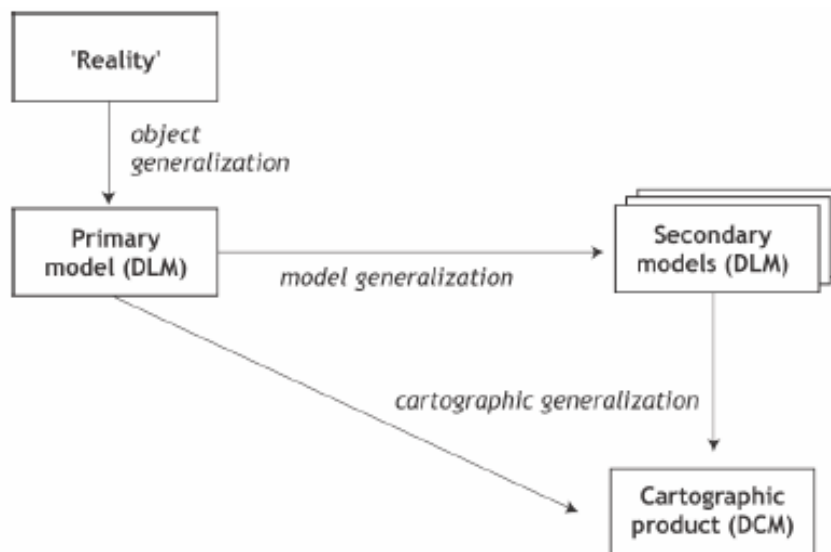 'Reality'
object
generalization
Primary
model (DLM)
model generalization
Secondary
models (DLM)
cartographic generalization
Cartographic
product (DCM)